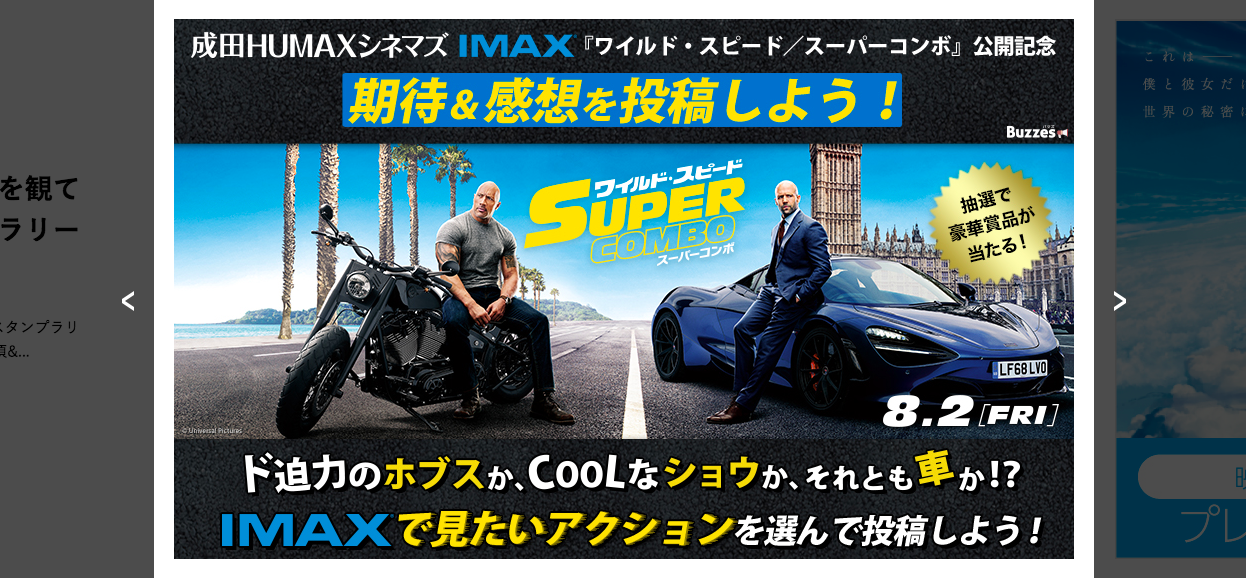 を観て
ラリー
スタンプラリ
&...
<
成田HUMAXシネマズ IMAX『ワイルド・スピード／スーパーコンボ』公開記念
期待&感想を投稿しよう！
Buzzes
ワイルド・スピード
SUPER
COMBO
スーパーコンボ
抽選で
豪華賞品が
当たる！
LF68 LVO
© Universal Pictures
8.2[FRI]
ド迫力のホブスか、COOLなショウか、それとも車か!?
IMAXで見たいアクションを選んで投稿しよう！
>
これは
僕と彼女だけ
世界の秘密
プレ